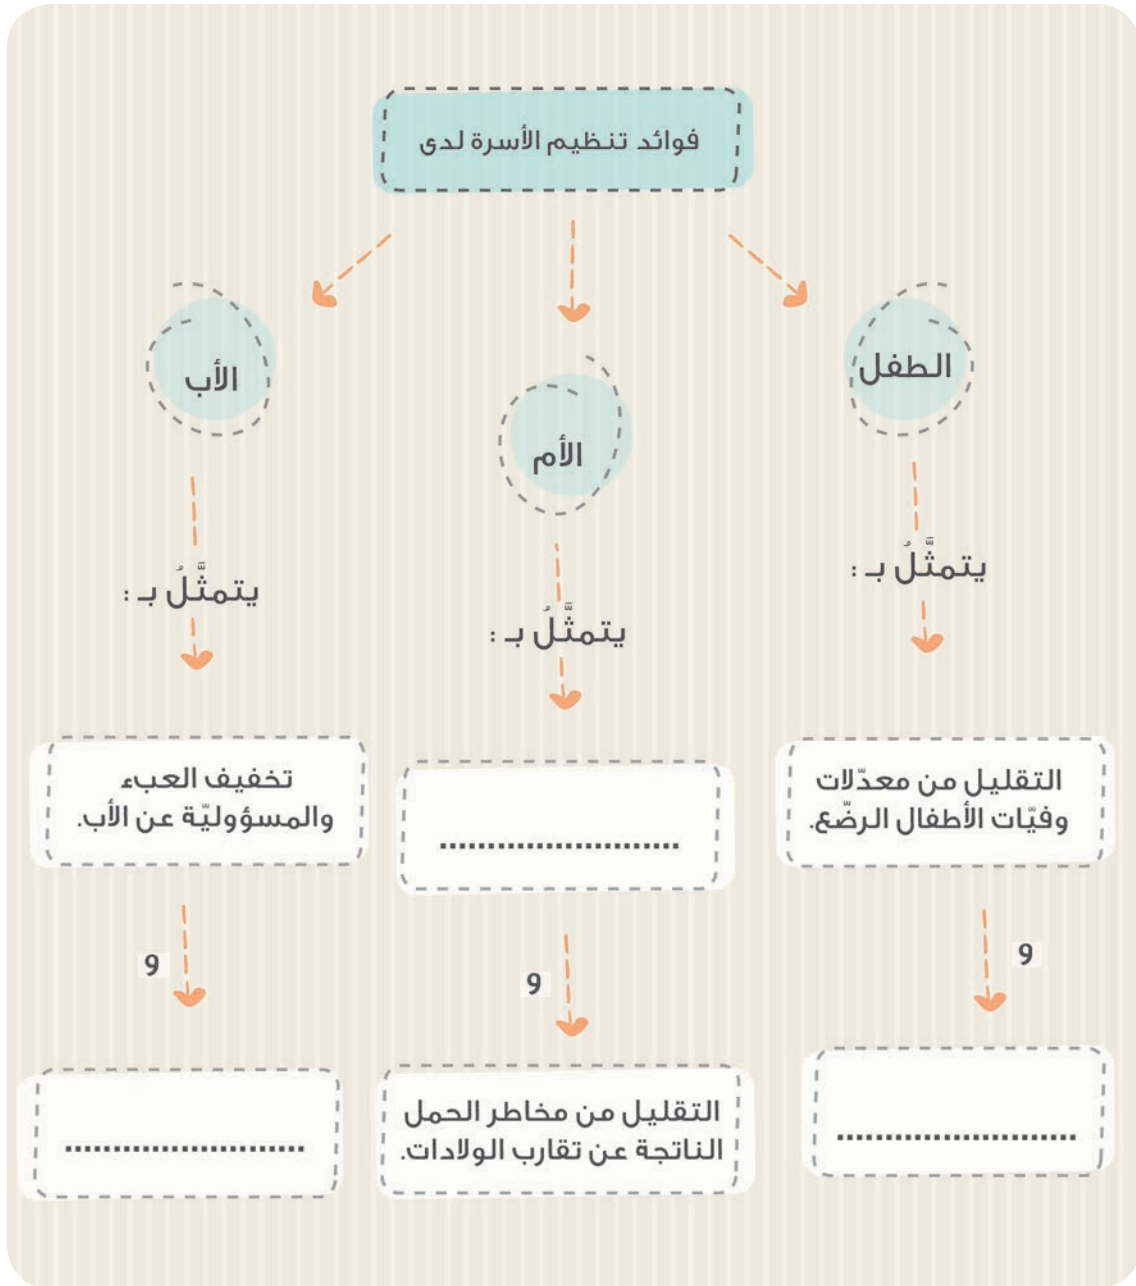 فوائد تنظيم الأسرة لدى
الطفل
يتمثَّلُ بـ :
التقليل من معدّلات
وفيّات الأطفال الرضّع.
و
.........................
الأم
يتمثَّلُ بـ :
.........................
و
التقليل من مخاطر الحمل
الناتجة عن تقارب الولادات.
الأب
يتمثَّلُ بـ :
تخفيف العبء
والمسؤوليّة عن الأب.
و
.........................